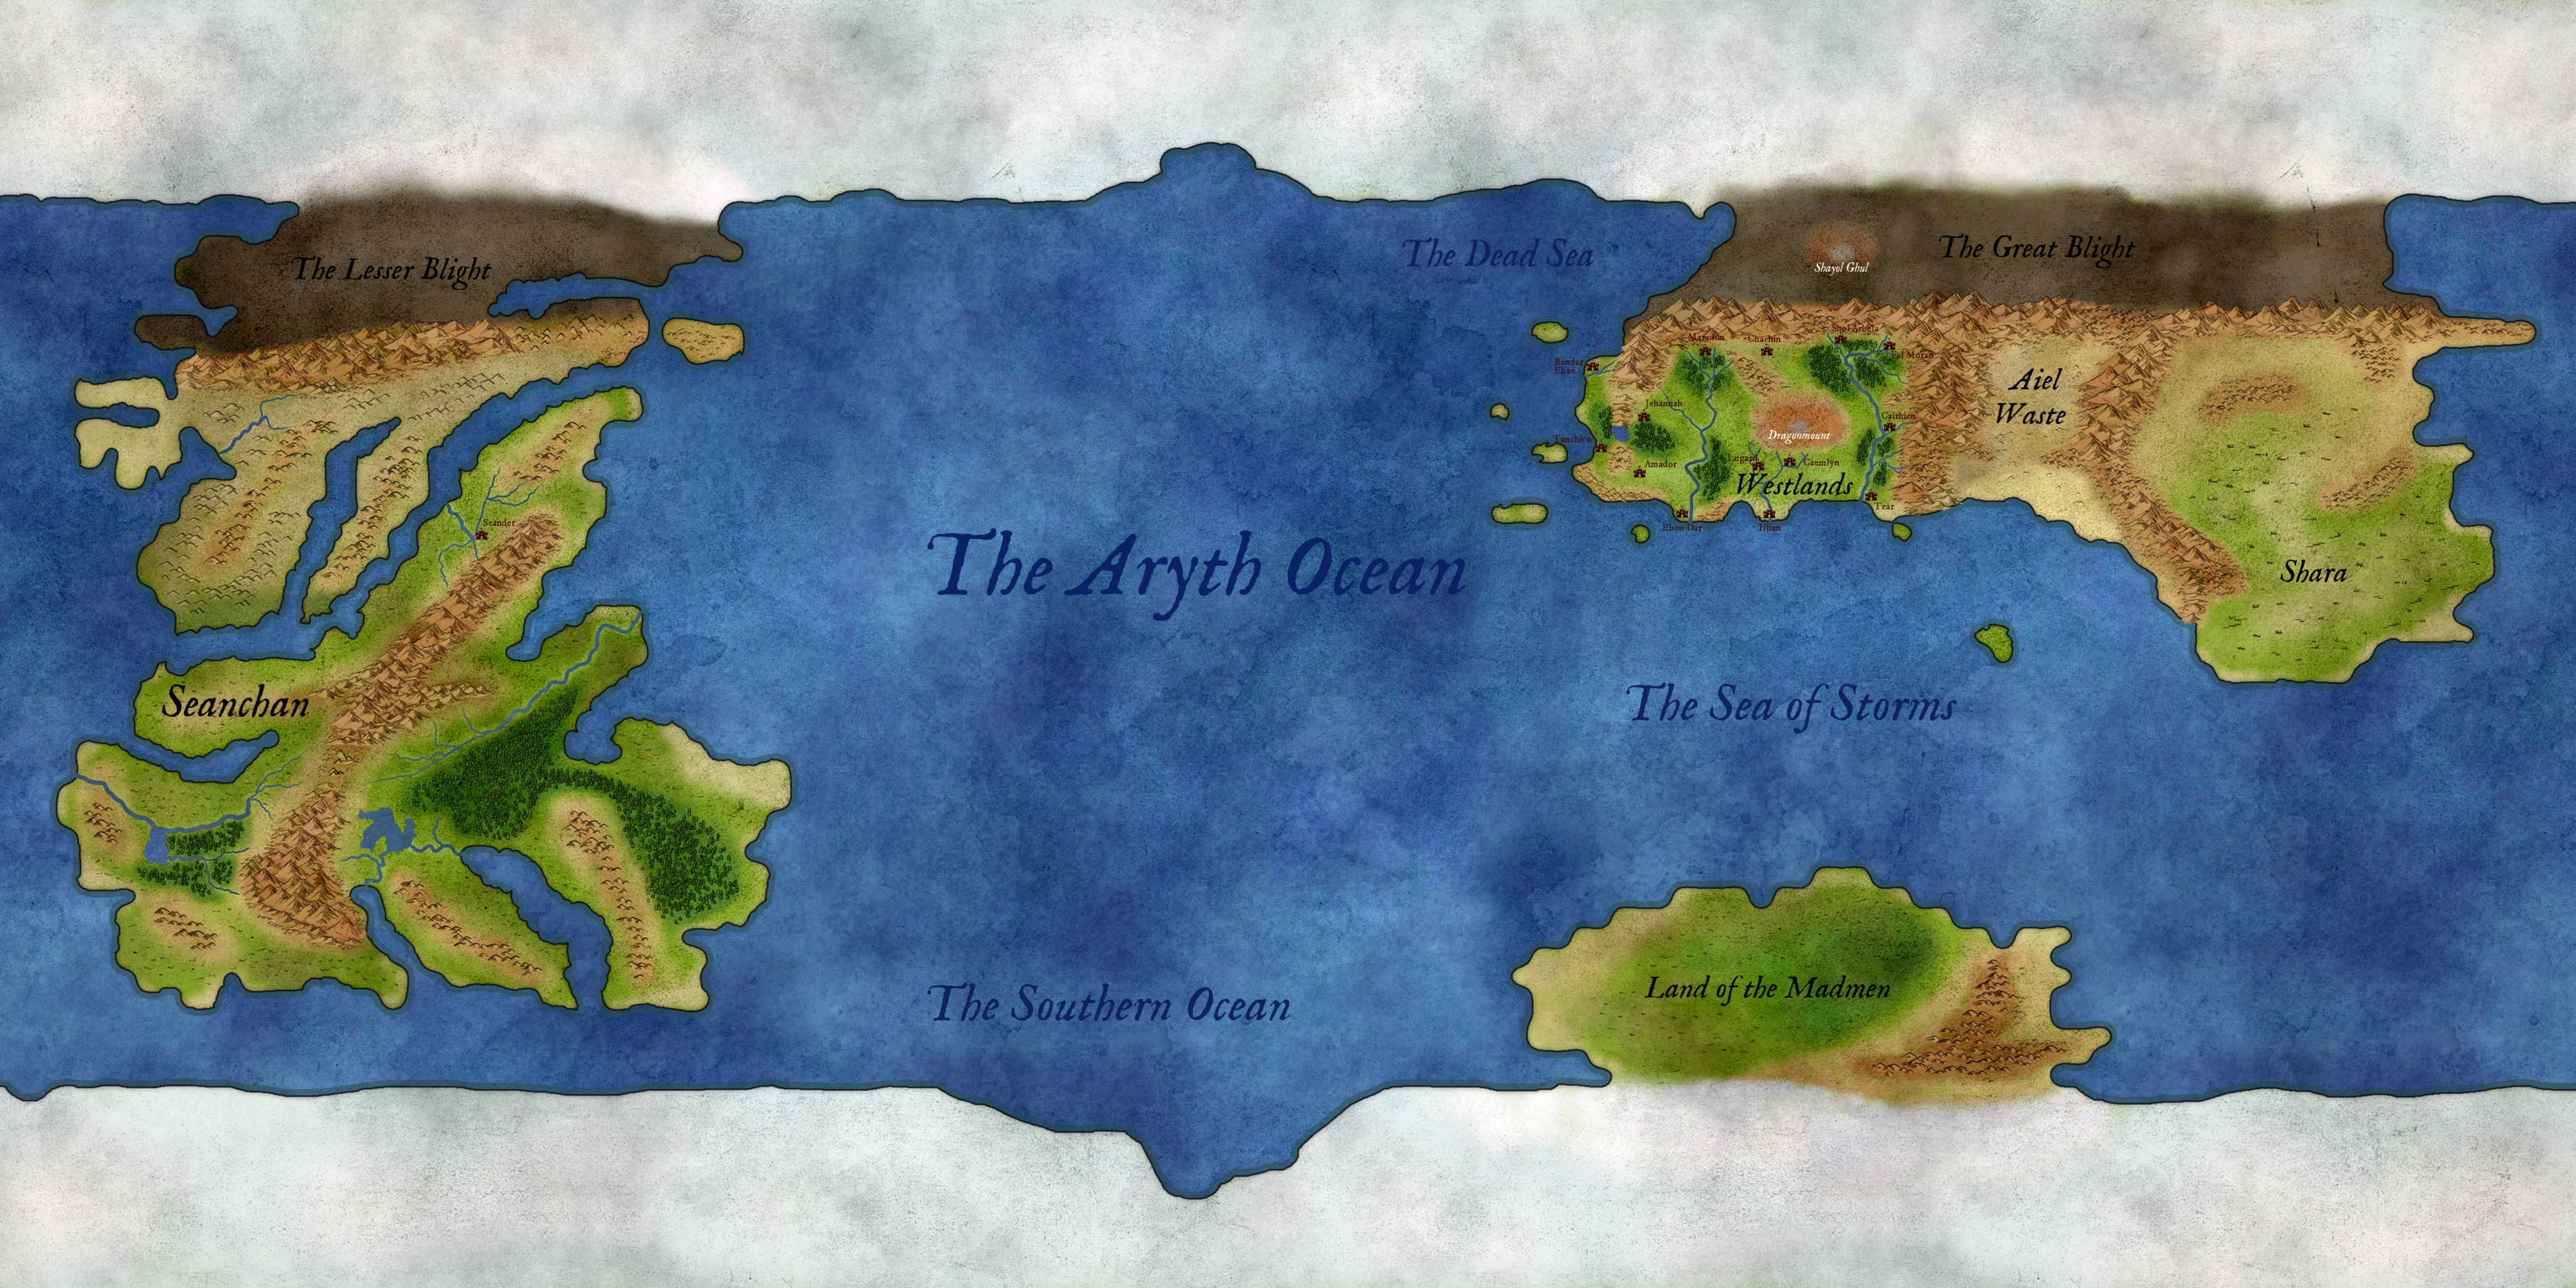 The Lesser Blight
The Dead Sea
Shayol Ghul
The Great Blight
Maradon
Chachin
Shol Arbela
Fal Moran
Bandar
Eban
Aiel
Waste
Jehannah
Cairhien
Tanchico
Dragonmount
Amador
Lugard
Caemlyn
Westlands
Tear
Ebou Dar
Illian
Seander
The Aryth Ocean
Shara
Seanchan
The Sea of Storms
Land of the Madmen
The Southern Ocean